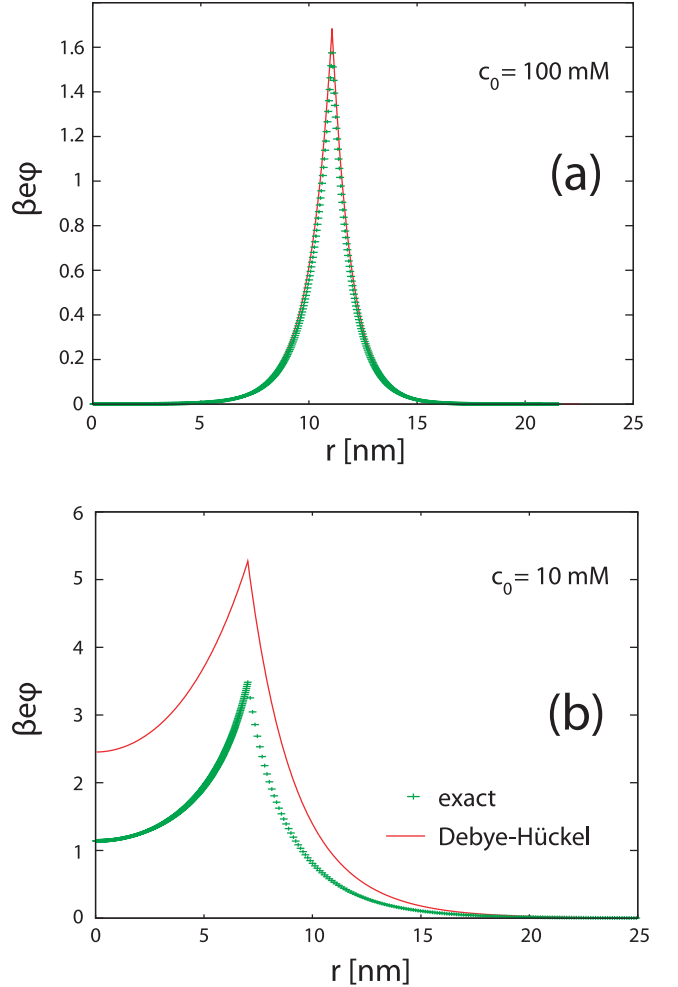 1.6
1.4
1.2
1
0.8
0.6
0.4
0.2
0
βeφ
c₀ = 100 mM
(a)
0 5 10 15 20 25
r [nm]
6
5
4
3
2
1
0
βeφ
c₀ = 10 mM
(b)
exact
Debye-Hückel
0 5 10 15 20 25
r [nm]